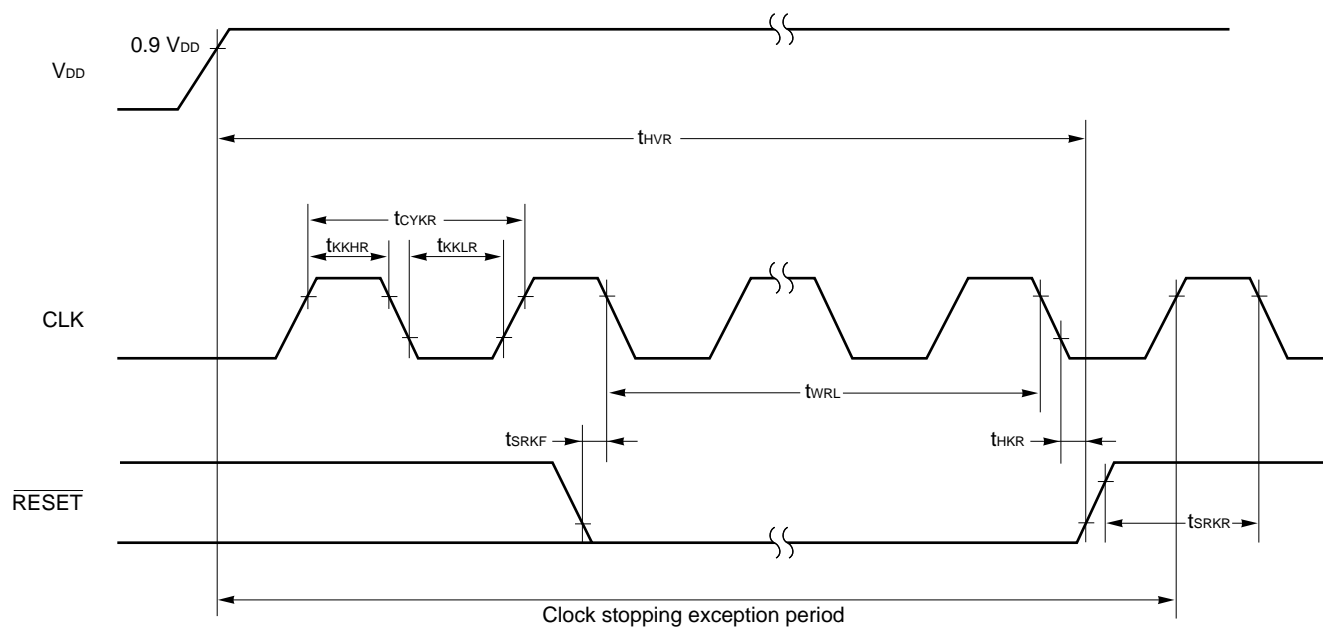 0.9 VDD
VDD
tHVR
tCYKR
tKKHR
tKKLR
CLK
tWRL
tSRKF
tHKR
RESET
tSRKR
Clock stopping exception period